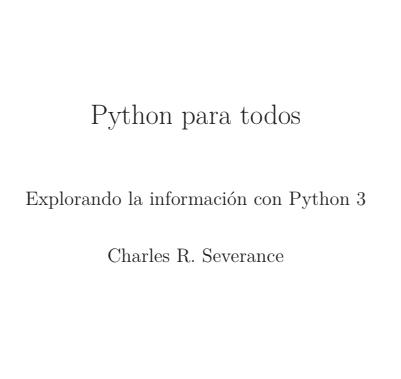 Python para todos
Explorando la información con Python 3
Charles R. Severance